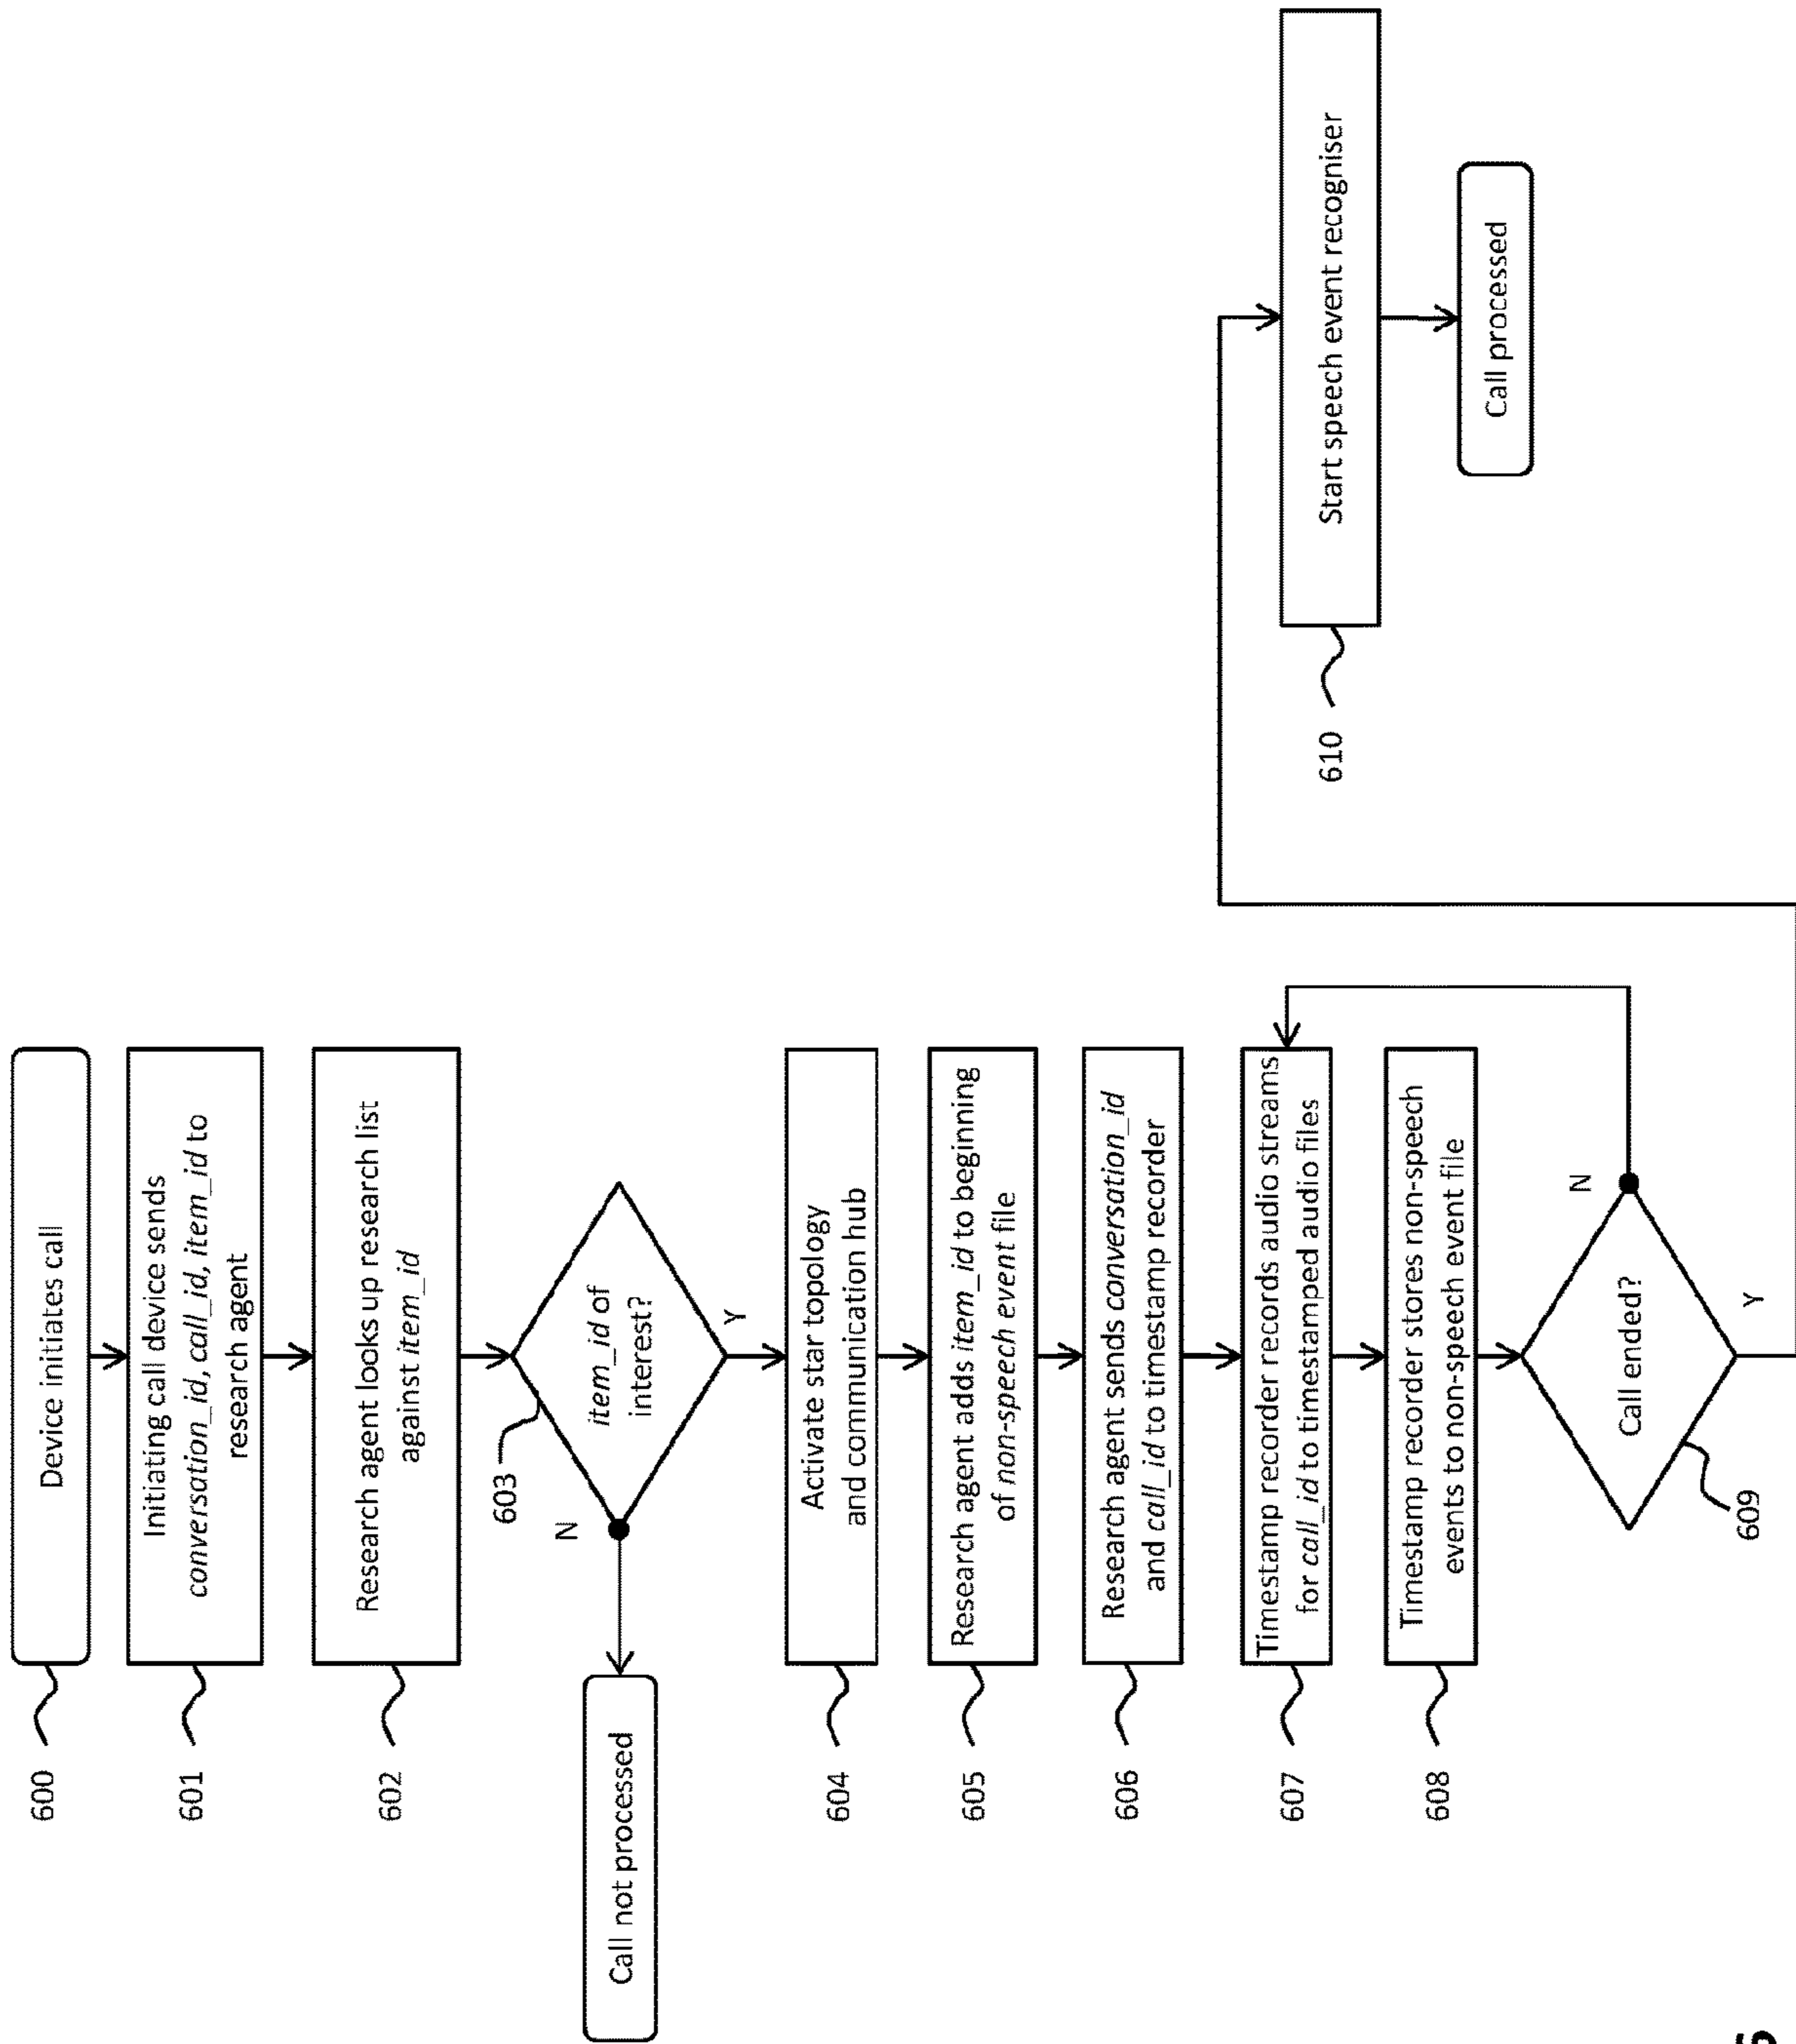 600
Device initiates call
601
Initiating call device sends
conversation_id, call_id, item_id to
research agent
602
Research agent looks up research list
against item_id
603
item_id of
interest?
N
Y
Call not processed
604
Activate star topology
and communication hub
605
Research agent adds item_id to beginning
of non-speech event file
606
Research agent sends conversation_id
and call_id to timestamp recorder
607
Timestamp recorder records audio streams
for call_id to timestamped audio files
608
Timestamp recorder stores non-speech
events to non-speech event file
609
Call ended?
N
Y
610
Start speech event recogniser
Call processed